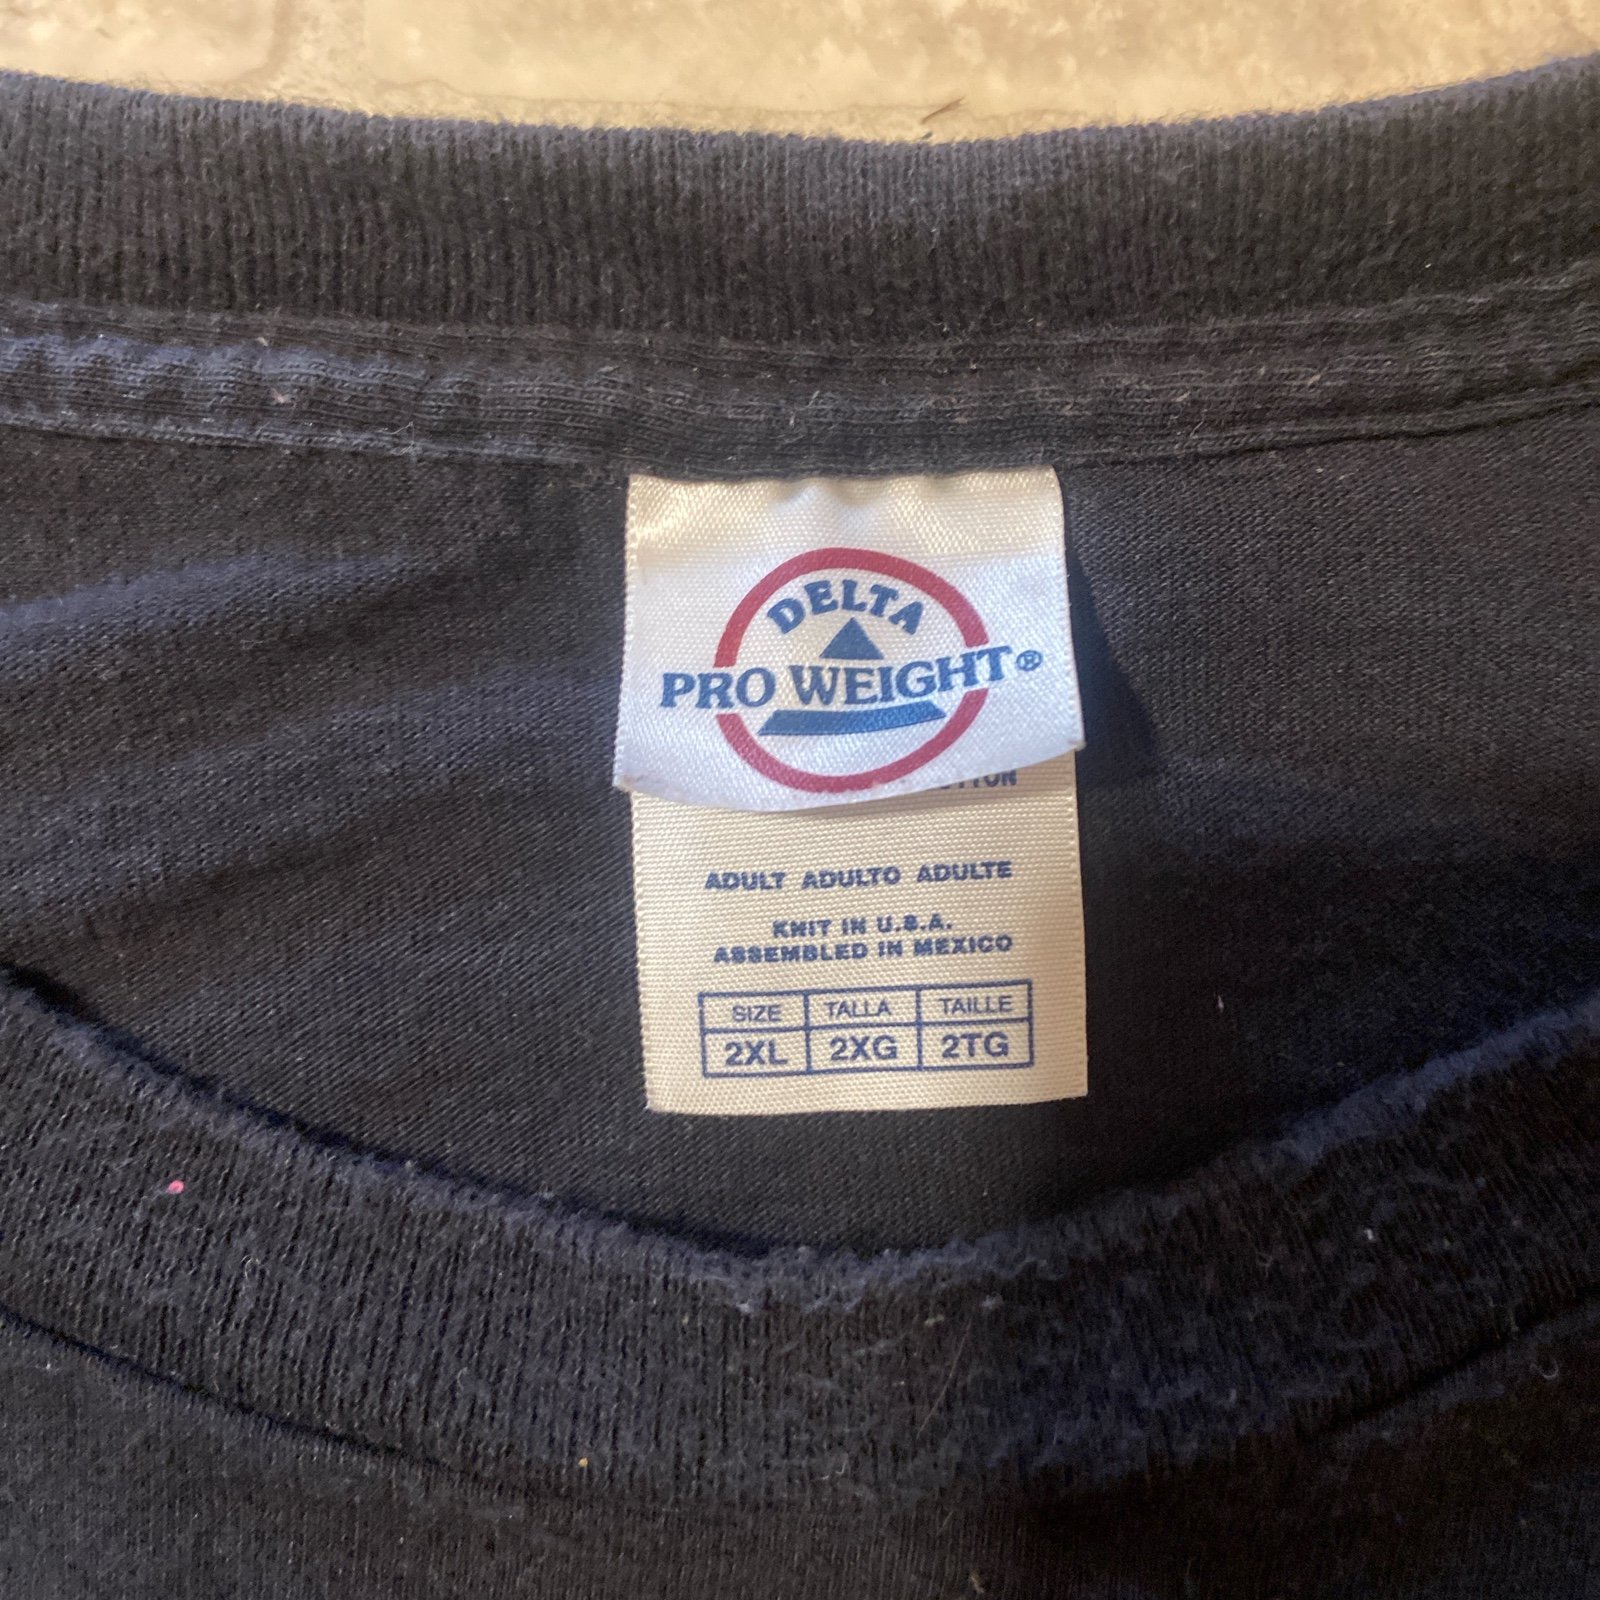 DELTA
PRO WEIGHT®
ADULT ADULTO ADULTE
KNIT IN U.S.A.
ASSEMBLED IN MEXICO
SIZE TALLA TAILLE
2XL 2XG 2TG